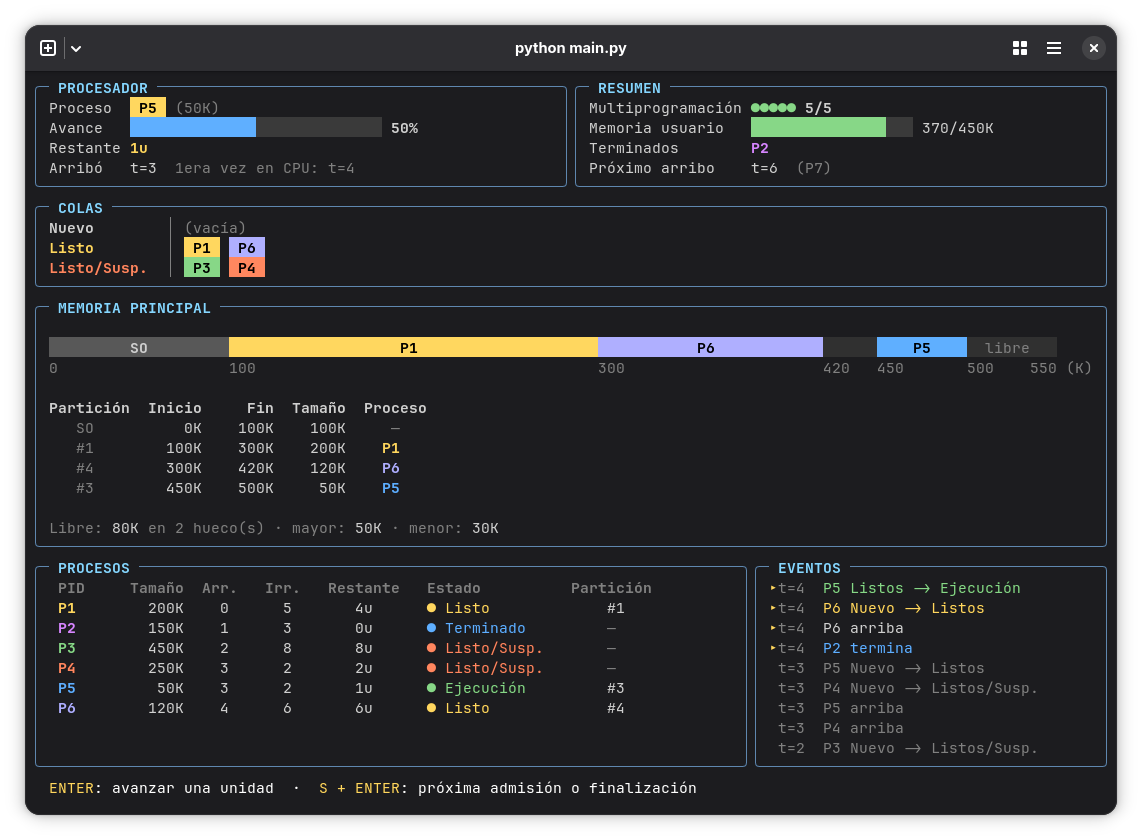 python main.py
PROCESADOR
Proceso P5 (50K)
Avance 50%
Restante 1u
Arribó t=3 1era vez en CPU: t=4
RESUMEN
Multiprogramación ●●●●● 5/5
Memoria usuario 370/450K
Terminados P2
Próximo arribo t=6 (P7)
COLAS
Nuevo (vacía)
Listo P1 P6
Listo/Susp. P3 P4
MEMORIA PRINCIPAL
SO P1 P6 P5 libre
0 100 300 420 450 500 550 (K)
Partición Inicio Fin Tamaño Proceso
SO 0K 100K 100K —
#1 100K 300K 200K P1
#4 300K 420K 120K P6
#3 450K 500K 50K P5
Libre: 80K en 2 hueco(s) · mayor: 50K · menor: 30K
PROCESOS
PID Tamaño Arr. Irr. Restante Estado Partición
P1 200K 0 5 4u ● Listo #1
P2 150K 1 3 0u ● Terminado —
P3 450K 2 8 8u ● Listo/Susp. —
P4 250K 3 2 2u ● Listo/Susp. —
P5 50K 3 2 1u ● Ejecución #3
P6 120K 4 6 6u ● Listo #4
EVENTOS
▸t=4 P5 Listos → Ejecución
▸t=4 P6 Nuevo → Listos
▸t=4 P6 arriba
▸t=4 P2 termina
t=3 P5 Nuevo → Listos
t=3 P4 Nuevo → Listos/Susp.
t=3 P5 arriba
t=3 P4 arriba
t=2 P3 Nuevo → Listos/Susp.
ENTER: avanzar una unidad · S + ENTER: próxima admisión o finalización